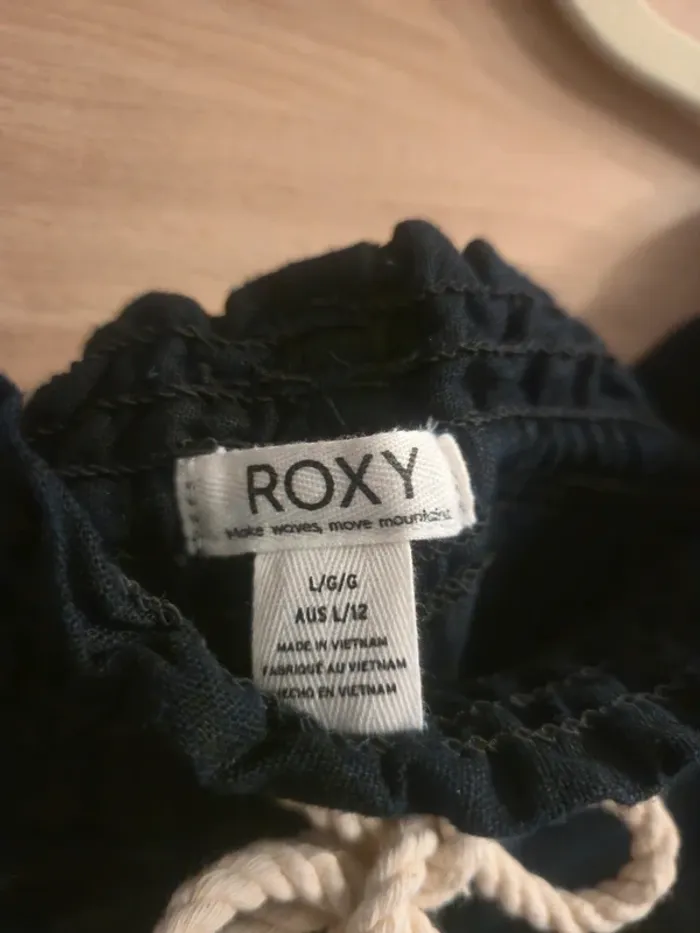 ROXY
Make waves, move mountains
L/G/G
AUS L/12
MADE IN VIETNAM
FABRIQUÉ AU VIETNAM
HECHO EN VIETNAM